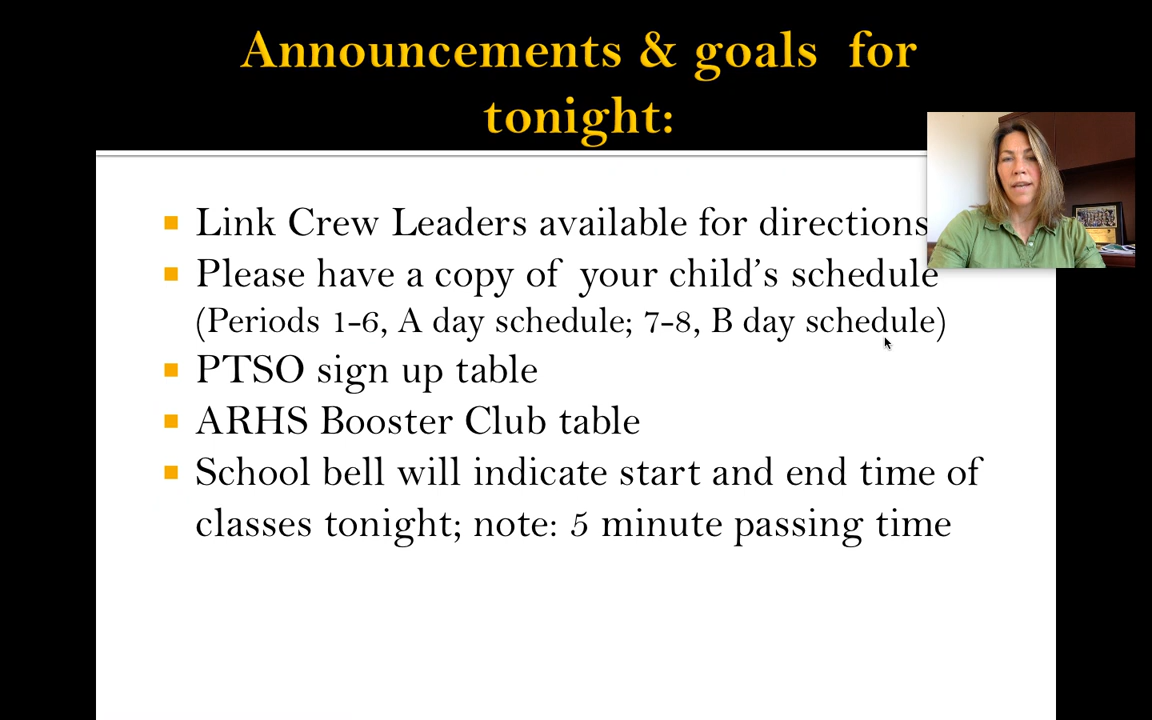 Announcements & goals for
tonight:
Link Crew Leaders available for directions
Please have a copy of your child's schedule
(Periods 1-6, A day schedule; 7-8, B day schedule)
PTSO sign up table
ARHS Booster Club table
School bell will indicate start and end time of
classes tonight; note: 5 minute passing time